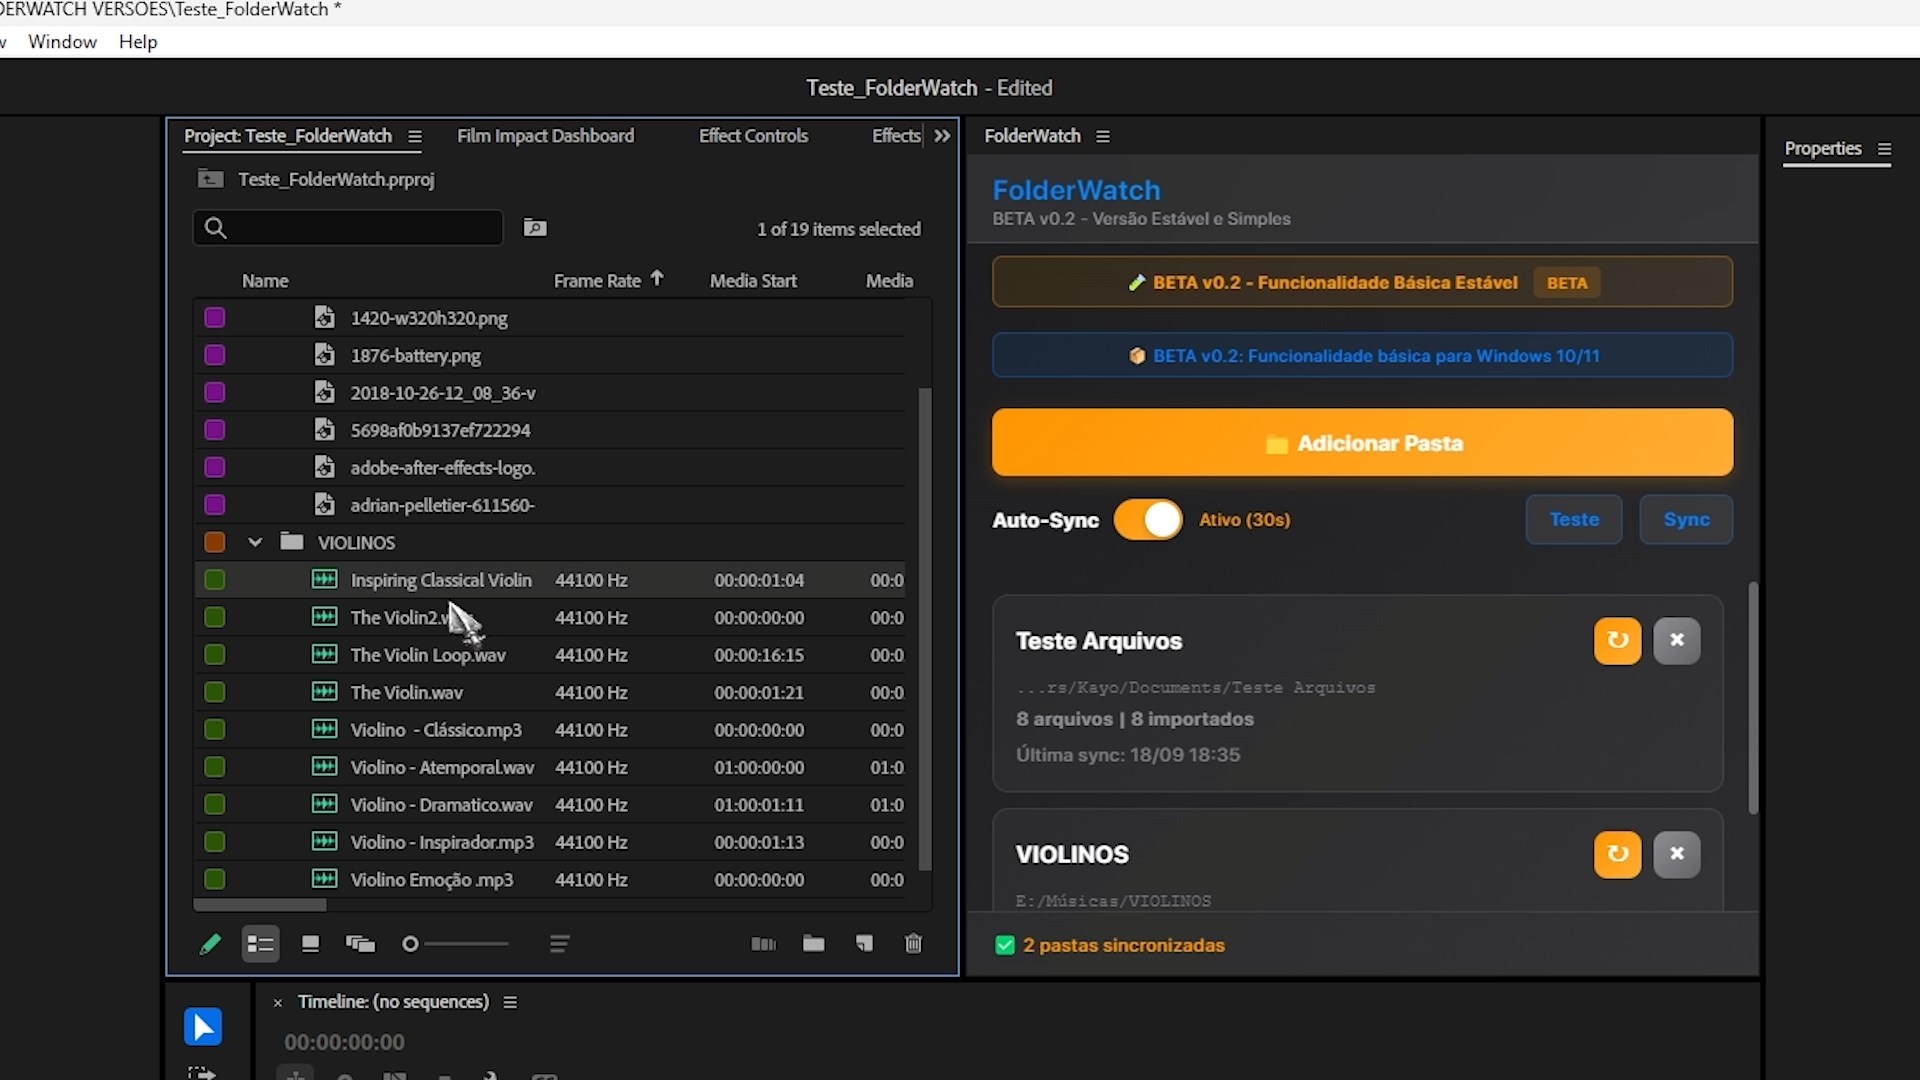 DERWATCH VERSOES\Teste_FolderWatch *
Window Help
Teste_FolderWatch - Edited
Project: Teste_FolderWatch Film Impact Dashboard Effect Controls Effects
Teste_FolderWatch.prproj
1 of 19 items selected
Name Frame Rate Media Start Media
1420-w320h320.png
1876-battery.png
2018-10-26-12_08_36-v
5698af0b9137ef722294
adobe-after-effects-logo.
adrian-pelletier-611560-
VIOLINOS
Inspiring Classical Violin 44100 Hz 00:00:01:04 00:0
The Violin2.w 44100 Hz 00:00:00:00 00:0
The Violin Loop.wav 44100 Hz 00:00:16:15 00:0
The Violin.wav 44100 Hz 00:00:01:21 00:0
Violino - Clássico.mp3 44100 Hz 00:00:00:00 00:0
Violino - Atemporal.wav 44100 Hz 01:00:00:00 01:0
Violino - Dramatico.wav 44100 Hz 01:00:01:11 01:0
Violino - Inspirador.mp3 44100 Hz 00:00:01:13 00:0
Violino Emoção .mp3 44100 Hz 00:00:00:00 00:0
FolderWatch
FolderWatch
BETA v0.2 - Versão Estável e Simples
BETA v0.2 - Funcionalidade Básica Estável BETA
BETA v0.2: Funcionalidade básica para Windows 10/11
Adicionar Pasta
Auto-Sync Ativo (30s) Teste Sync
Teste Arquivos
...rs/Kayo/Documents/Teste Arquivos
8 arquivos | 8 importados
Última sync: 18/09 18:35
VIOLINOS
E:/Músicas/VIOLINOS
2 pastas sincronizadas
Properties
Timeline: (no sequences)
00:00:00:00